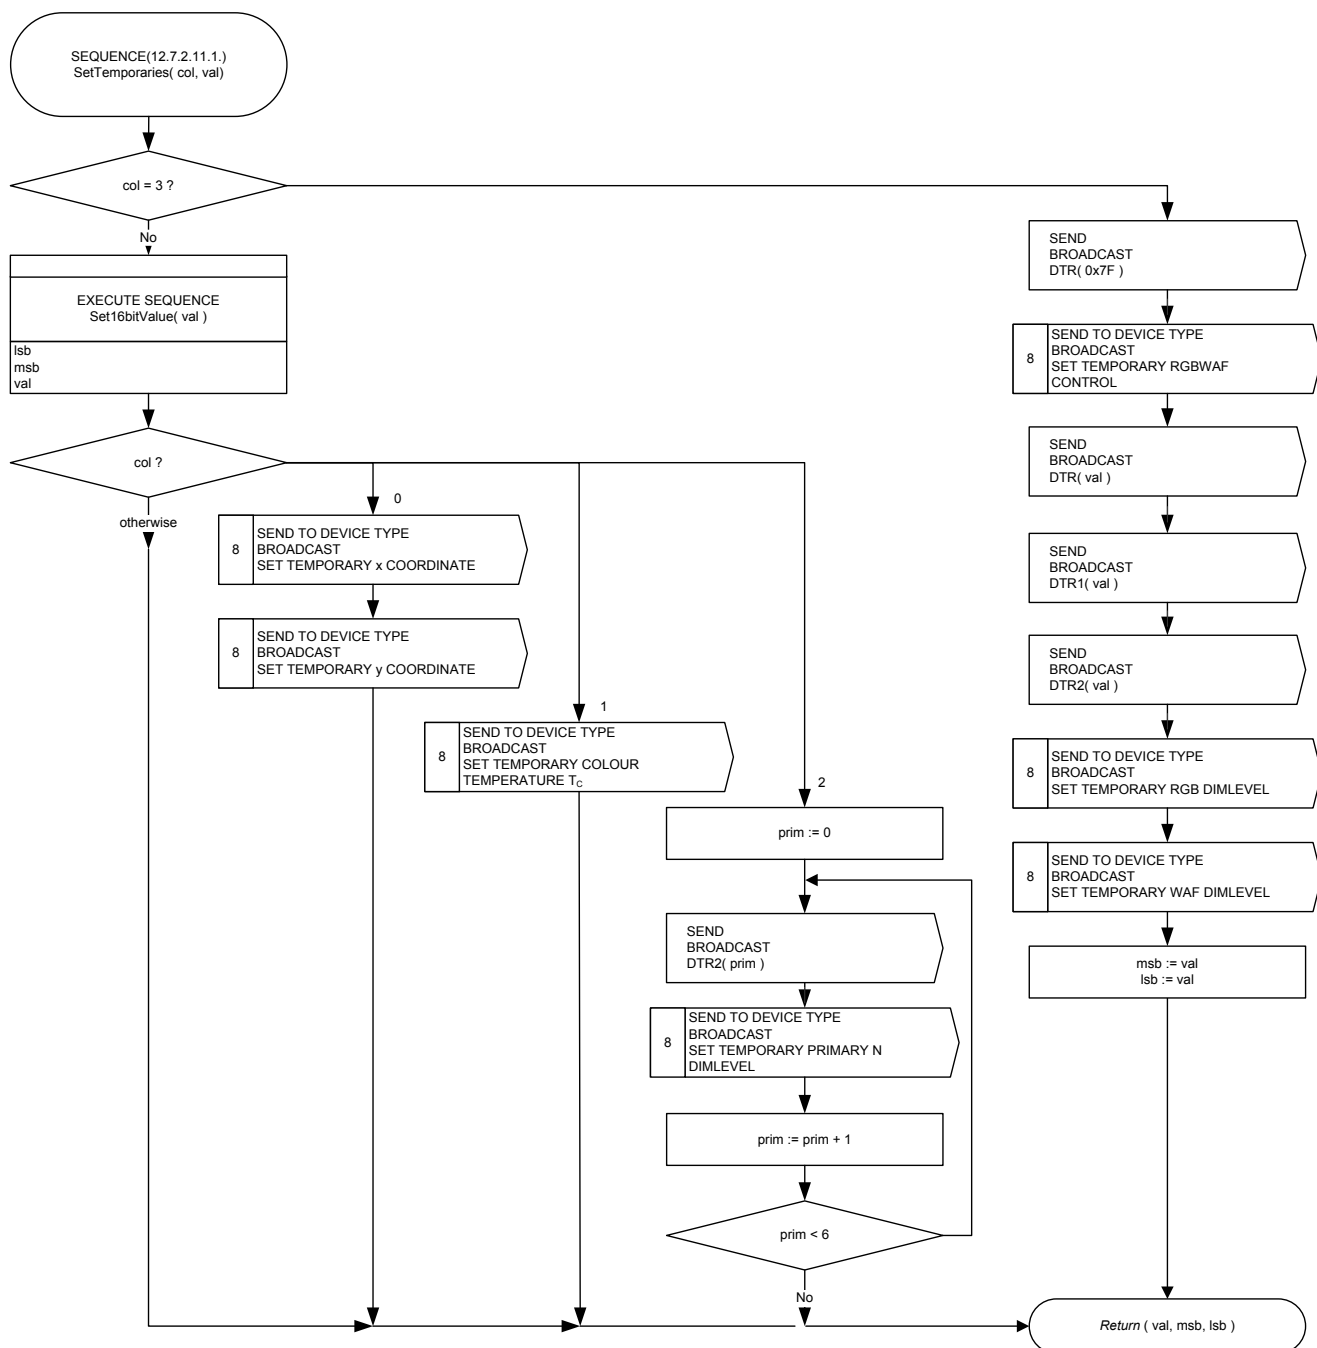 SEQUENCE(12.7.2.11.1.)
SetTemporaries( col, val)
col = 3 ?
No
EXECUTE SEQUENCE
Set16bitValue( val )
lsb
msb
val
col ?
otherwise
0
8
SEND TO DEVICE TYPE
BROADCAST
SET TEMPORARY x COORDINATE
8
SEND TO DEVICE TYPE
BROADCAST
SET TEMPORARY y COORDINATE
1
8
SEND TO DEVICE TYPE
BROADCAST
SET TEMPORARY COLOUR
TEMPERATURE TC
2
prim := 0
SEND
BROADCAST
DTR2( prim )
8
SEND TO DEVICE TYPE
BROADCAST
SET TEMPORARY PRIMARY N
DIMLEVEL
prim := prim + 1
prim < 6
No
SEND
BROADCAST
DTR( 0x7F )
8
SEND TO DEVICE TYPE
BROADCAST
SET TEMPORARY RGBWAF
CONTROL
SEND
BROADCAST
DTR( val )
SEND
BROADCAST
DTR1( val )
SEND
BROADCAST
DTR2( val )
8
SEND TO DEVICE TYPE
BROADCAST
SET TEMPORARY RGB DIMLEVEL
8
SEND TO DEVICE TYPE
BROADCAST
SET TEMPORARY WAF DIMLEVEL
msb := val
lsb := val
Return ( val, msb, lsb )